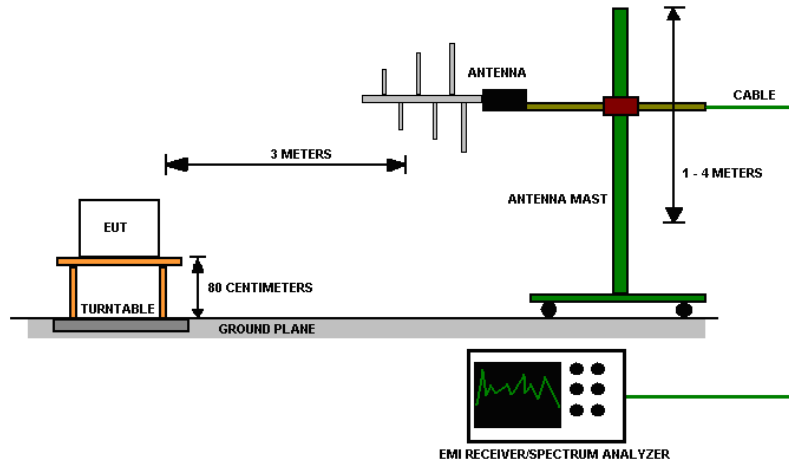 ANTENNA
CABLE
3 METERS
1 - 4 METERS
ANTENNA MAST
EUT
80 CENTIMETERS
TURNTABLE
GROUND PLANE
EMI RECEIVER/SPECTRUM ANALYZER